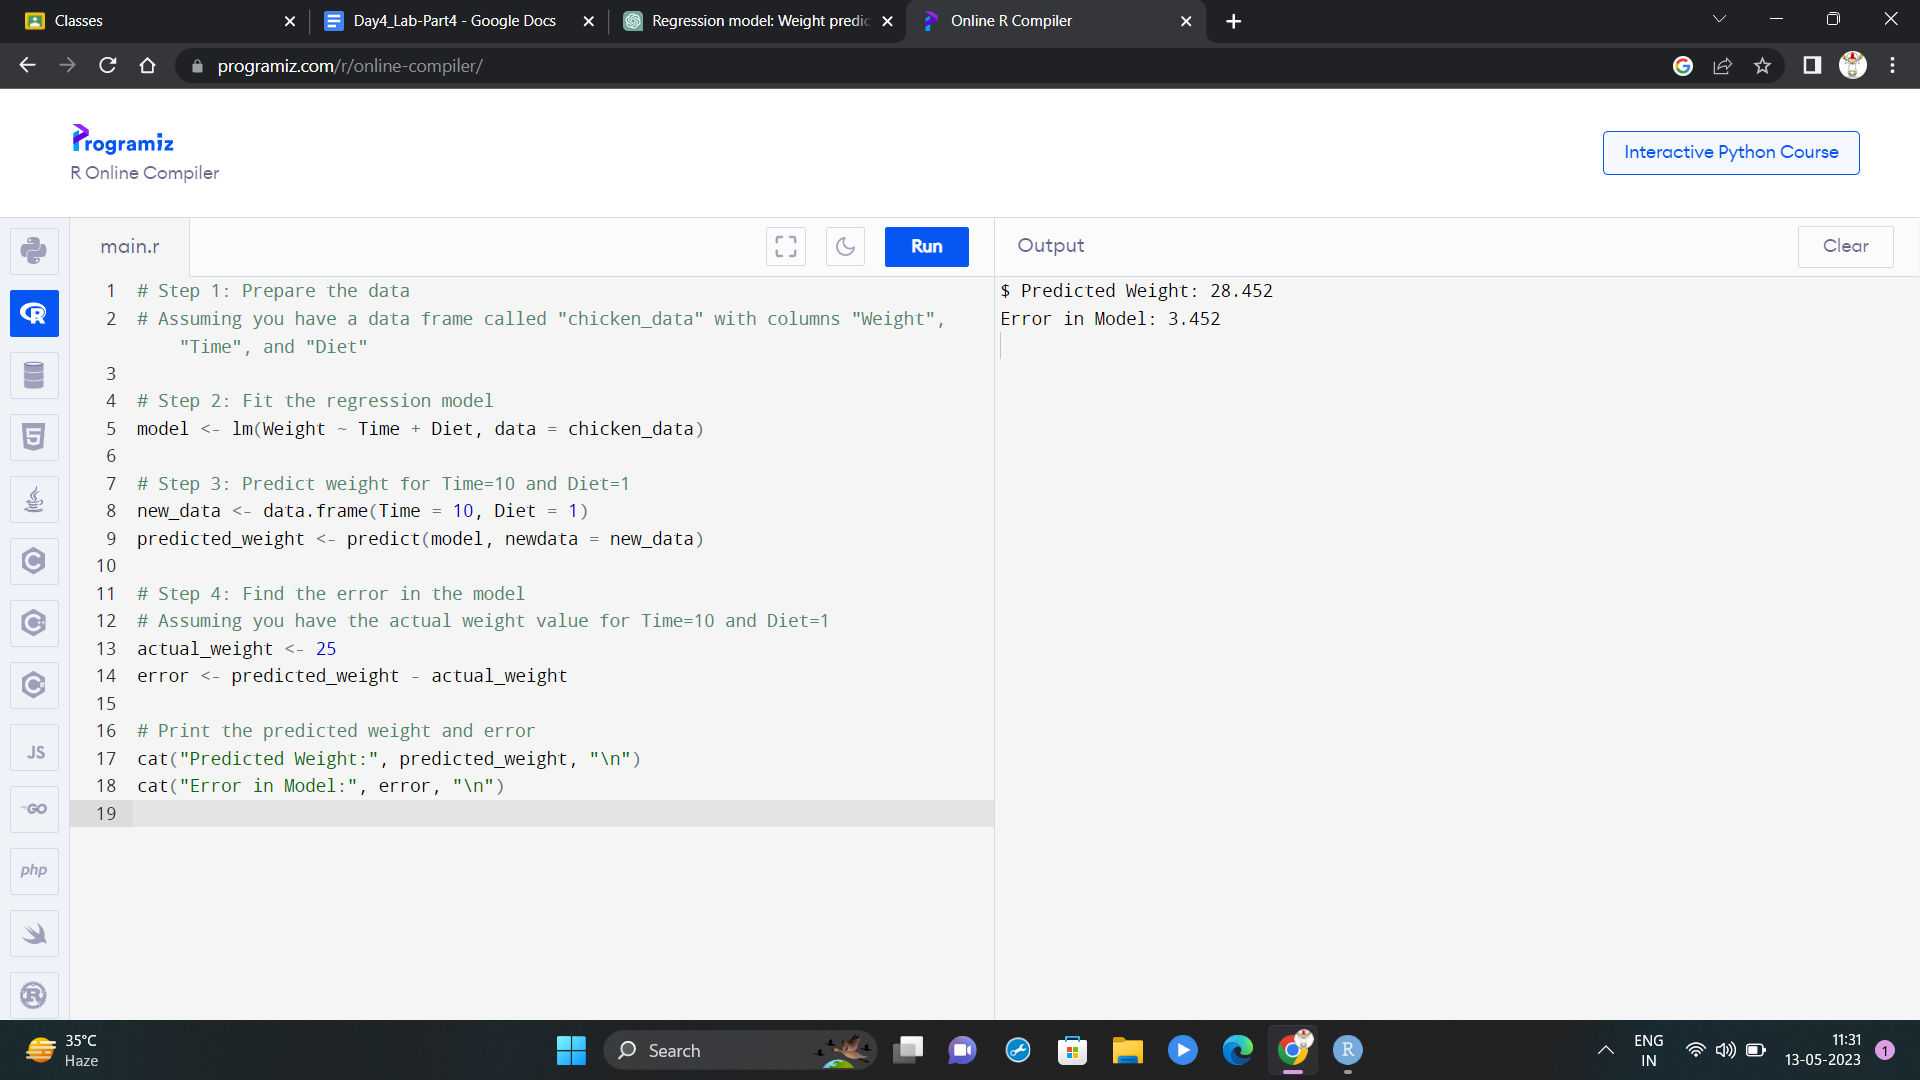 Classes
Day4_Lab-Part4 - Google Docs
Regression model: Weight predic
Online R Compiler
programiz.com/r/online-compiler/
Programiz
R Online Compiler
Interactive Python Course
main.r
Run
Output
Clear
1 # Step 1: Prepare the data
2 # Assuming you have a data frame called "chicken_data" with columns "Weight",
"Time", and "Diet"
3
4 # Step 2: Fit the regression model
5 model <- lm(Weight ~ Time + Diet, data = chicken_data)
6
7 # Step 3: Predict weight for Time=10 and Diet=1
8 new_data <- data.frame(Time = 10, Diet = 1)
9 predicted_weight <- predict(model, newdata = new_data)
10
11 # Step 4: Find the error in the model
12 # Assuming you have the actual weight value for Time=10 and Diet=1
13 actual_weight <- 25
14 error <- predicted_weight - actual_weight
15
16 # Print the predicted weight and error
17 cat("Predicted Weight:", predicted_weight, "\n")
18 cat("Error in Model:", error, "\n")
19
$ Predicted Weight: 28.452
Error in Model: 3.452
JS
GO
php
35°C
Haze
Search
R
ENG
IN
11:31
13-05-2023
1